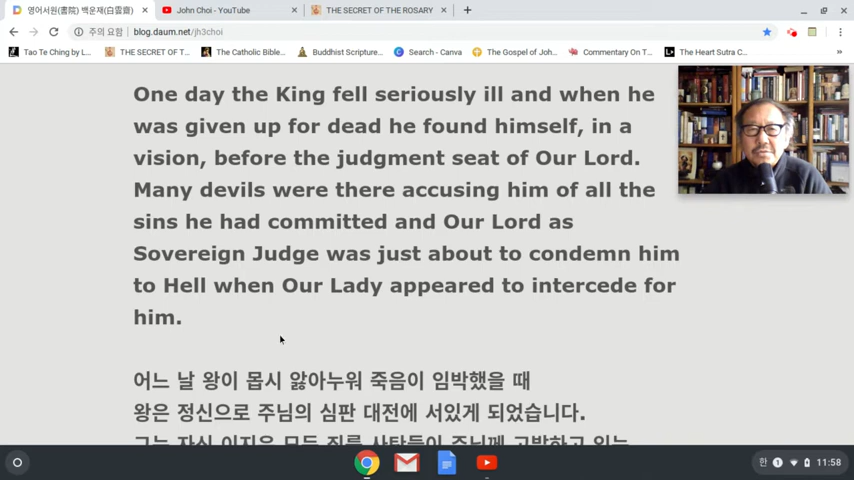 영어서원(書院) 백운재(白雲齋)
John Choi - YouTube
THE SECRET OF THE ROSARY
주의 요함
blog.daum.net/jh3choi
Tao Te Ching by L...
THE SECRET OF T...
The Catholic Bible...
Buddhist Scripture...
Search - Canva
The Gospel of Joh...
Commentary On T...
The Heart Sutra C...
One day the King fell seriously ill and when he
was given up for dead he found himself, in a
vision, before the judgment seat of Our Lord.
Many devils were there accusing him of all the
sins he had committed and Our Lord as
Sovereign Judge was just about to condemn him
to Hell when Our Lady appeared to intercede for
him.
어느 날 왕이 몹시 앓아누워 죽음이 임박했을 때
왕은 정신으로 주님의 심판 대전에 서있게 되었습니다.
한
1
11:58